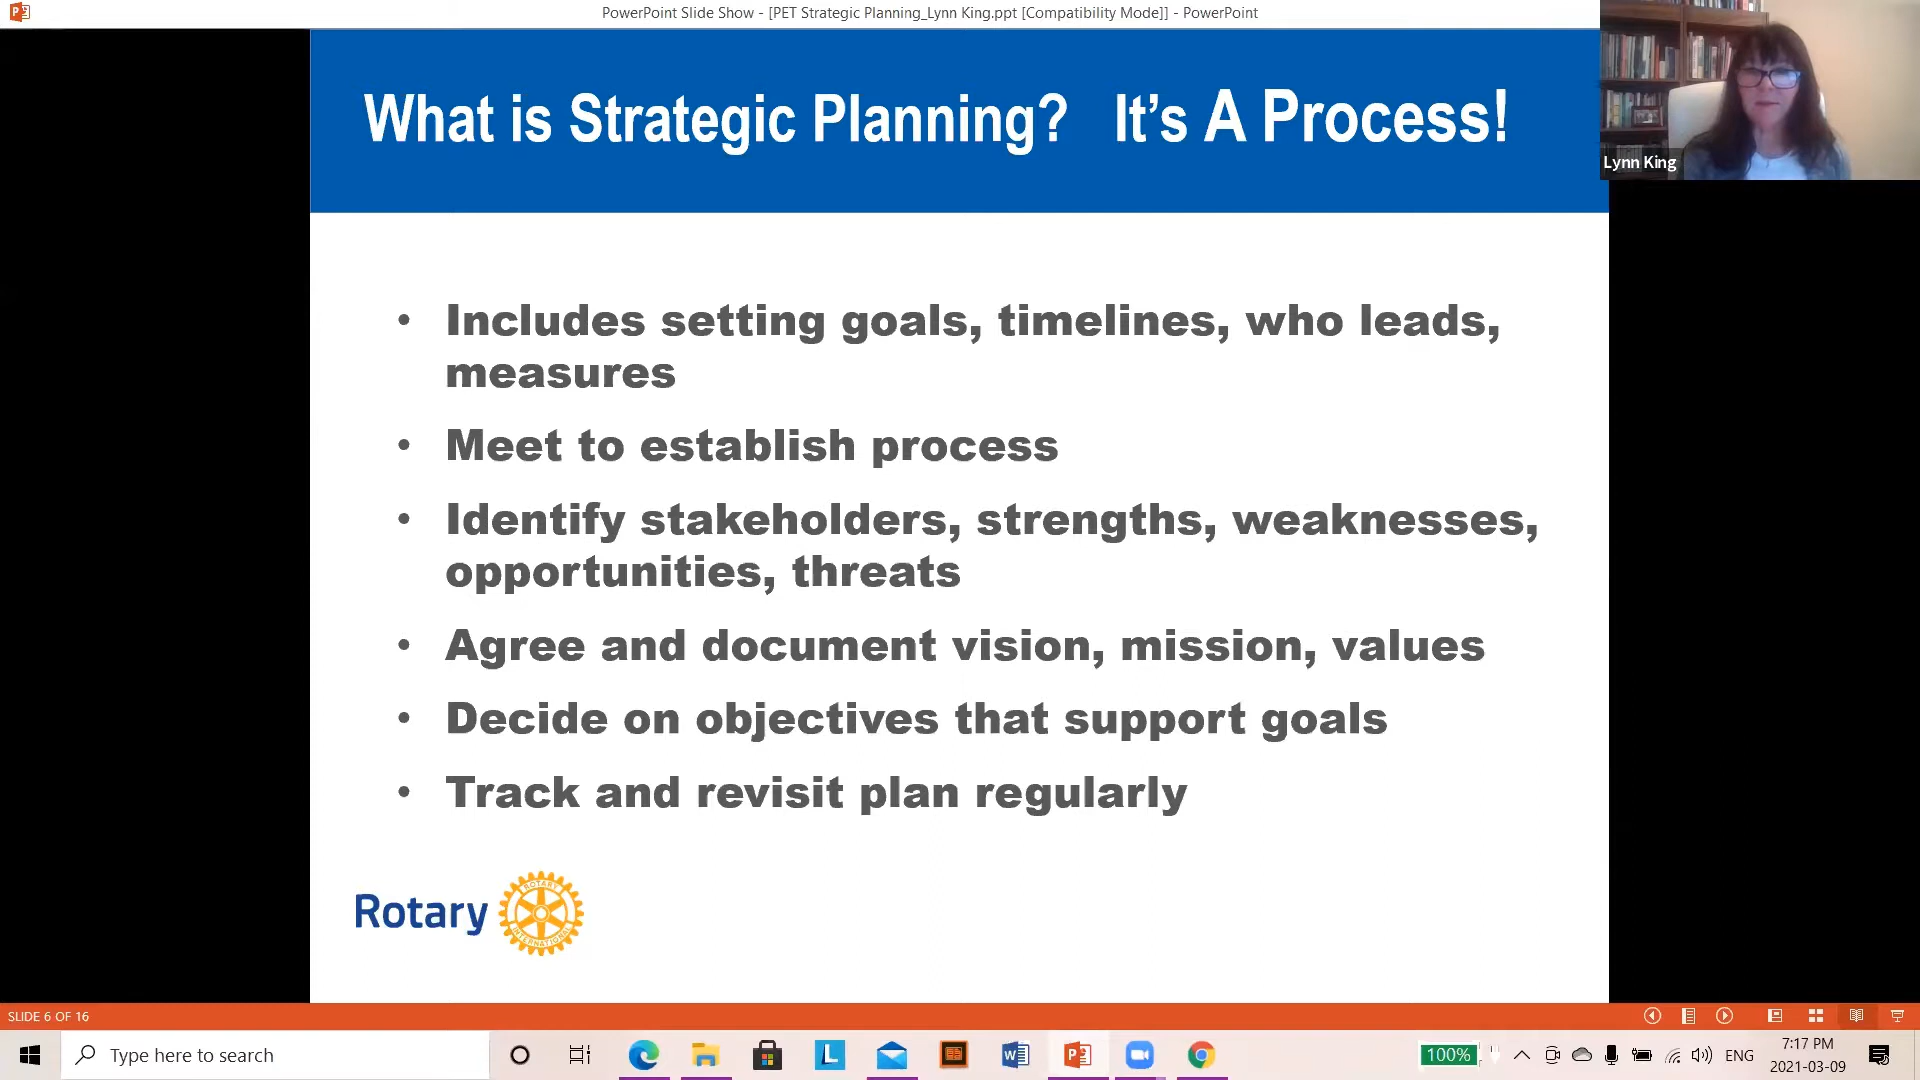 PowerPoint Slide Show - [PET Strategic Planning_Lynn King.ppt [Compatibility Mode]] - PowerPoint
What is Strategic Planning? It's A Process!
Lynn King
• Includes setting goals, timelines, who leads,
measures
• Meet to establish process
• Identify stakeholders, strengths, weaknesses,
opportunities, threats
• Agree and document vision, mission, values
• Decide on objectives that support goals
• Track and revisit plan regularly
Rotary
ROTARY
INTERNATIONAL
SLIDE 6 OF 16
Type here to search
L
100%
ENG
7:17 PM
2021-03-09